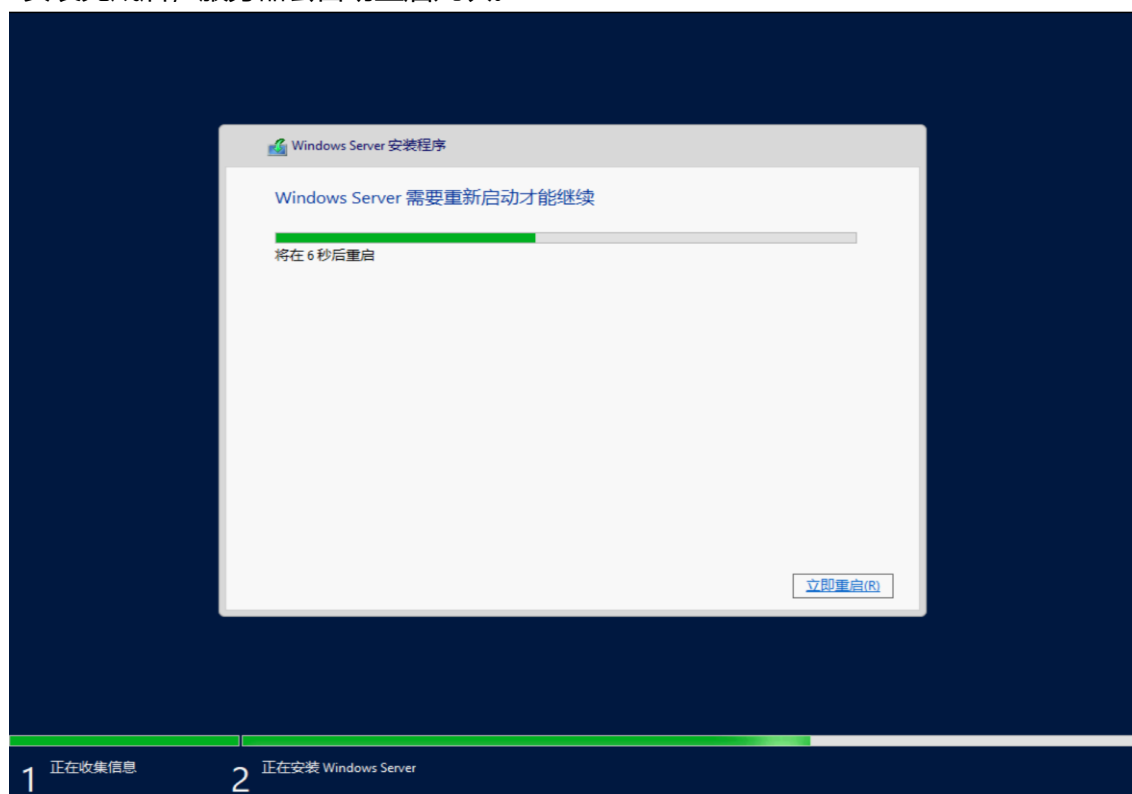 Windows Server 安装程序
Windows Server 需要重新启动才能继续
将在 6 秒后重启
立即重启(R)
1 正在收集信息
2 正在安装 Windows Server